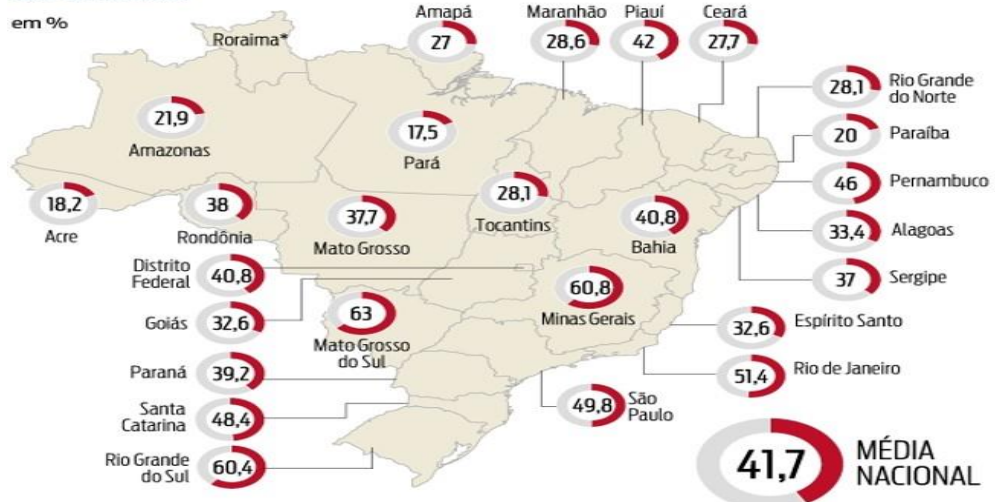 em %
Roraima*
Amapá
27
Maranhão
28,6
Piauí
42
Ceará
27,7
28,1
Rio Grande
do Norte
20
Paraíba
46
Pernambuco
33,4
Alagoas
37
Sergipe
21,9
Amazonas
17,5
Pará
18,2
Acre
38
Rondônia
37,7
Mato Grosso
28,1
Tocantins
40,8
Bahia
Distrito
Federal
40,8
Goiás
32,6
63
Mato Grosso
do Sul
60,8
Minas Gerais
32,6
Espírito Santo
51,4
Rio de Janeiro
Paraná
39,2
49,8
São
Paulo
Santa
Catarina
48,4
Rio Grande
do Sul
60,4
41,7
MÉDIA
NACIONAL